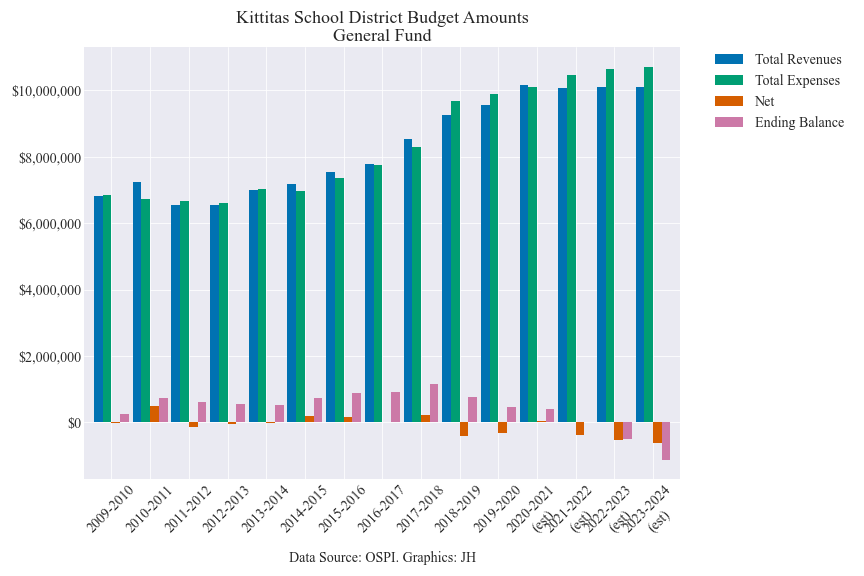 Kittitas School District Budget Amounts
General Fund
Total Revenues
Total Expenses
Net
Ending Balance
$10,000,000
$8,000,000
$6,000,000
$4,000,000
$2,000,000
$0
2009-2010
2010-2011
2011-2012
2012-2013
2013-2014
2014-2015
2015-2016
2016-2017
2017-2018
2018-2019
2019-2020
2020-2021
(est)
2021-2022
(est)
2022-2023
(est)
2023-2024
(est)
Data Source: OSPI. Graphics: JH